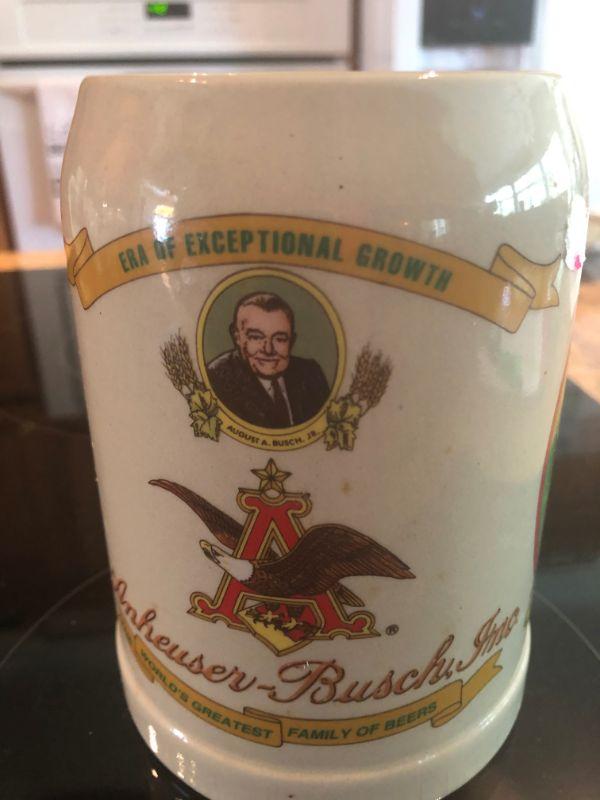 ERA OF EXCEPTIONAL GROWTH
AUGUST A. BUSCH, JR.
A
®
Anheuser-Busch, Inc.
WORLD'S GREATEST FAMILY OF BEERS